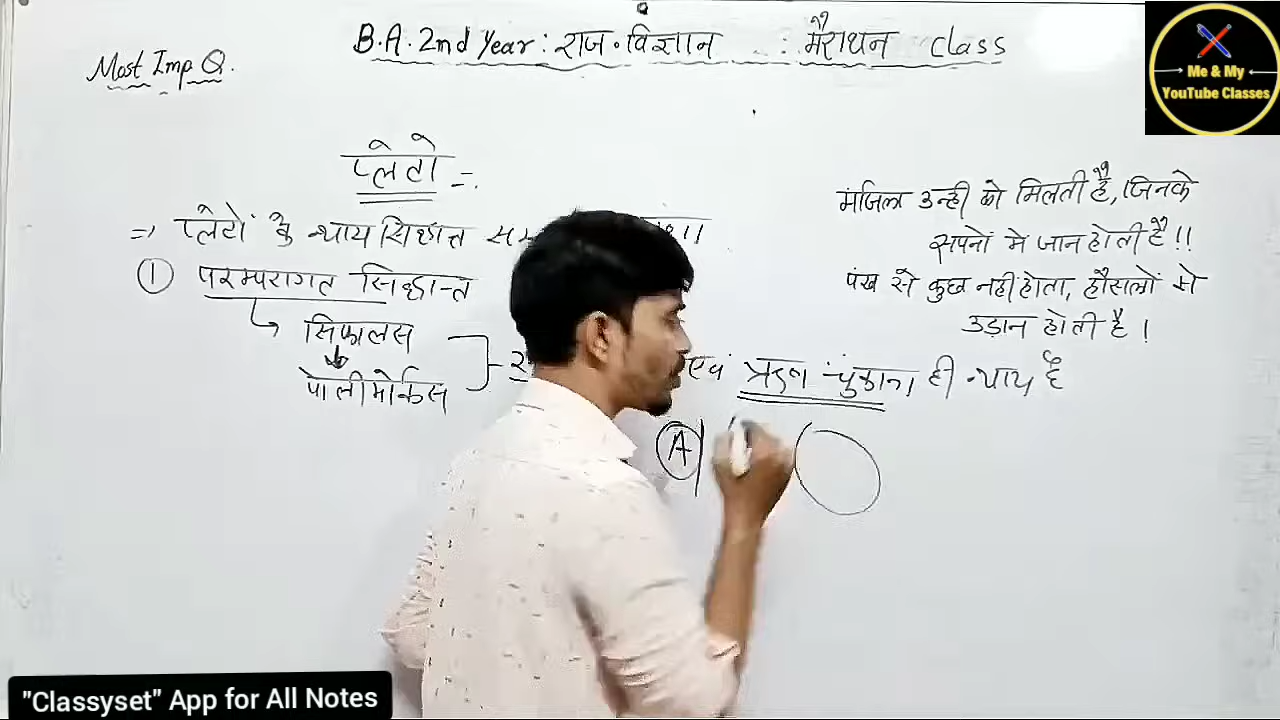 B.A. 2nd Year : राज. विज्ञान : मैराथन Class
Most Imp Q.
Me & My
YouTube Classes
प्लेटो =:
=> प्लेटों के न्याय सिद्धान्त
① परम्परागत सिद्धान्त
सिफालस
पोलीमार्कस
एवं ऋण चुकाना ही न्याय है
A
मंजिल उन्ही को मिलती है, जिनके
सपनों मे जान होती है !!
पंख से कुछ नहीं होता, हौसलों से
उड़ान होती है !
"Classyset" App for All Notes